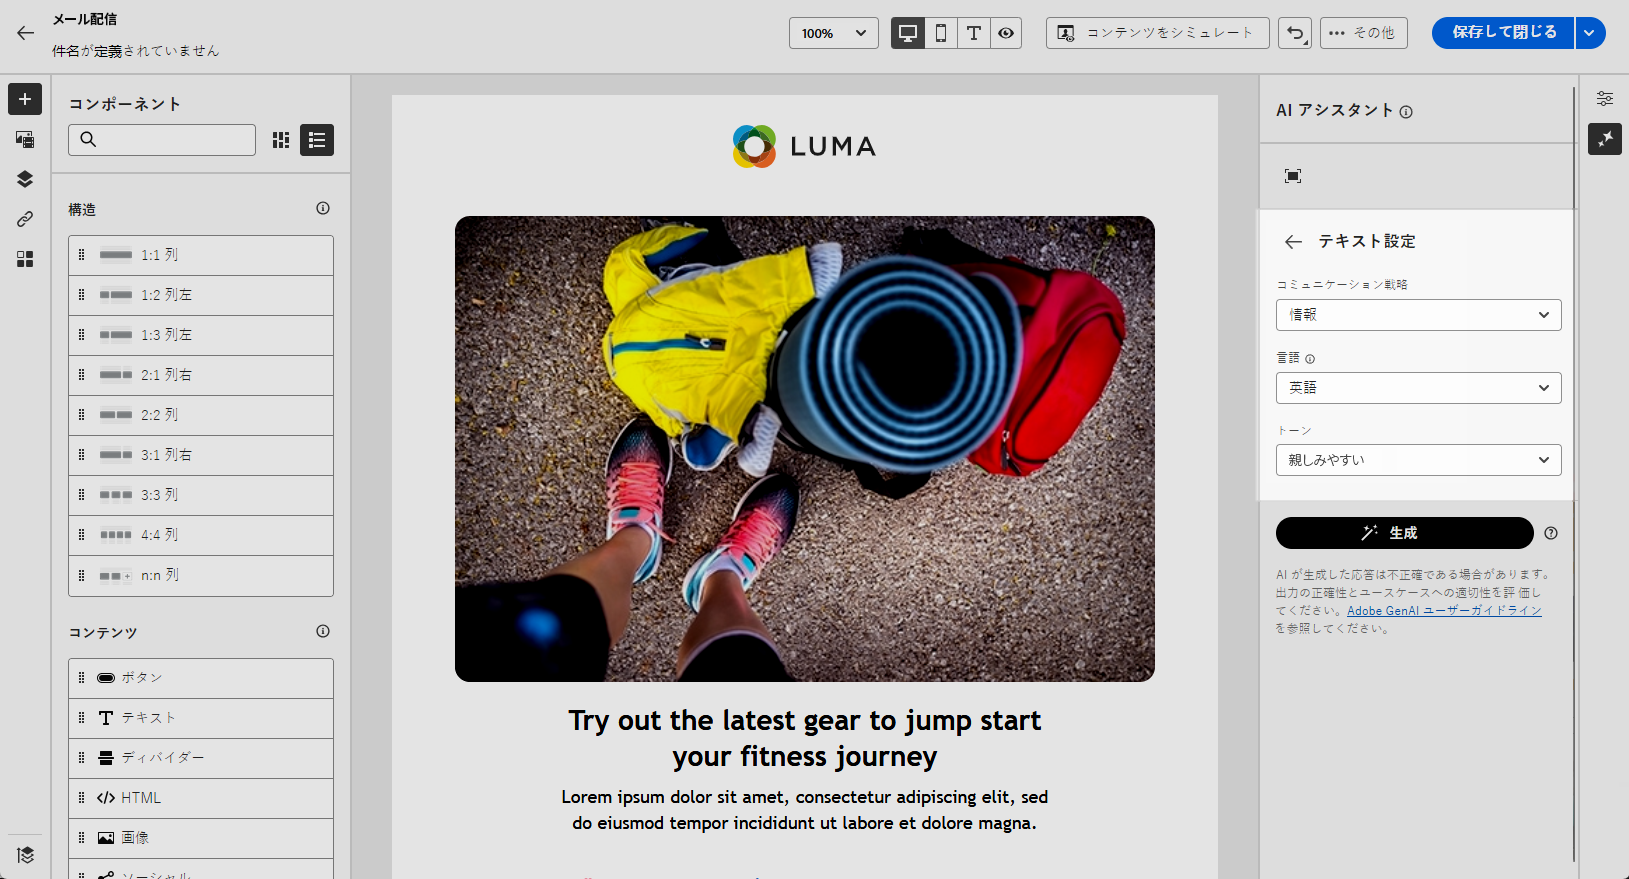 メール配信
件名が定義されていません
100%
コンテンツをシミュレート
その他
保存して閉じる
コンポーネント
構造
1:1 列
1:2 列左
1:3 列左
2:1 列右
2:2 列
3:1 列右
3:3 列
4:4 列
n:n 列
コンテンツ
ボタン
テキスト
ディバイダー
HTML
画像
ソーシャル
LUMA
Try out the latest gear to jump start
your fitness journey
Lorem ipsum dolor sit amet, consectetur adipiscing elit, sed
do eiusmod tempor incididunt ut labore et dolore magna.
AI アシスタント
テキスト設定
コミュニケーション戦略
情報
言語
英語
トーン
親しみやすい
生成
AI が生成した応答は不正確である場合があります。
出力の正確性とユースケースへの適切性を評 価し
てください。Adobe GenAI ユーザーガイドライン
を参照してください。